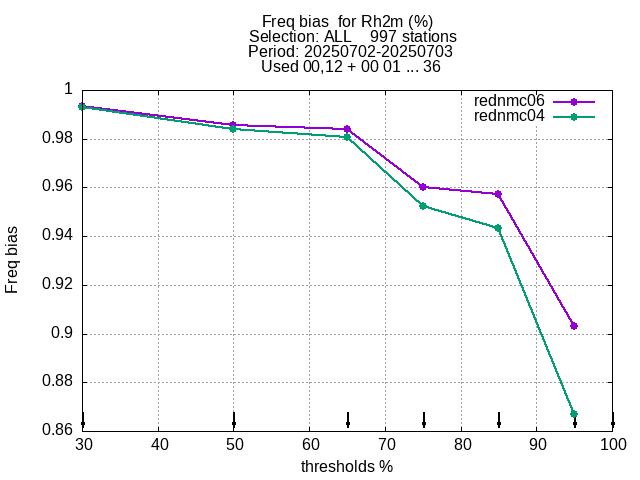 Freq bias  for Rh2m (%)
Selection: ALL    997 stations
Period: 20250702-20250703
Used 00,12 + 00 01 ... 36
rednmc06
rednmc04
1
0.98
0.96
0.94
0.92
0.9
0.88
0.86
Freq bias
30 40 50 60 70 80 90 100
thresholds %